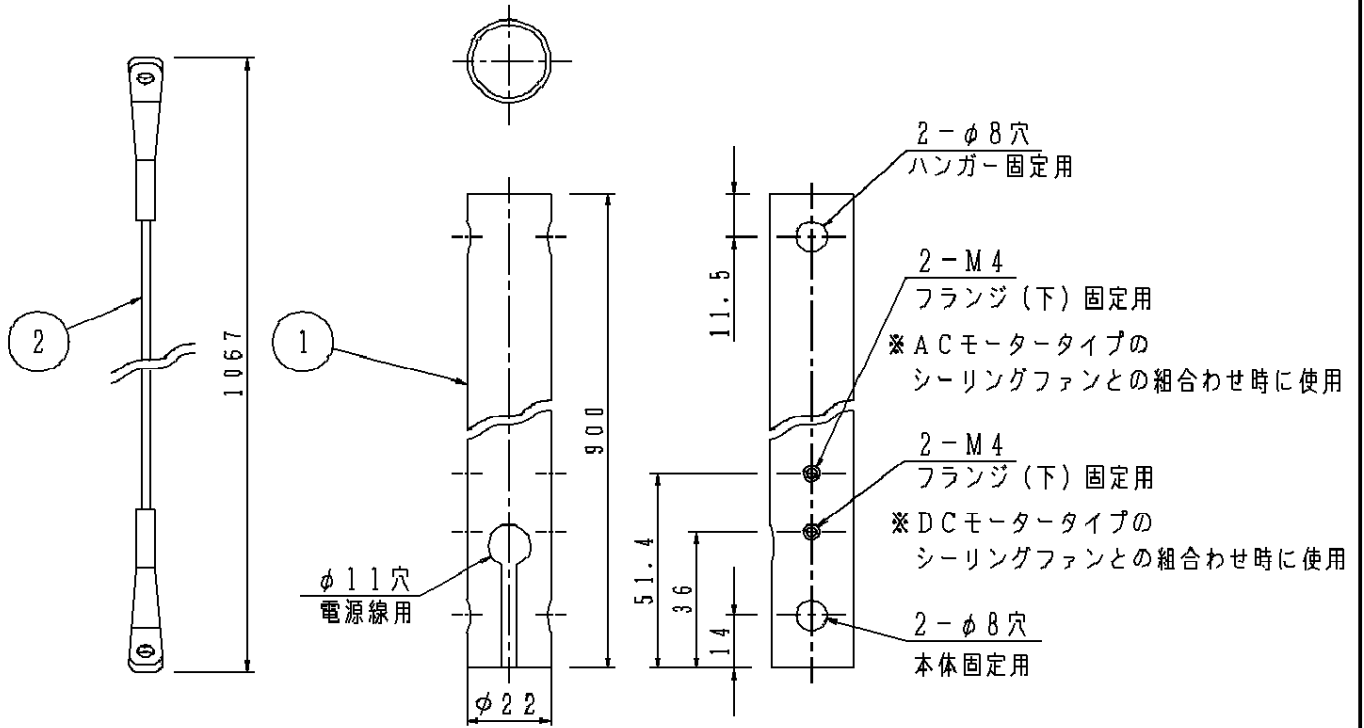 2
1067
1
900
φ11穴
電源線用
φ22
11.5
51.4
36
14
2-φ8穴
ハンガー固定用
2-M4
フランジ(下)固定用
※ACモータータイプの
シーリングファンとの組合わせ時に使用
2-M4
フランジ(下)固定用
※DCモータータイプの
シーリングファンとの組合わせ時に使用
2-φ8穴
本体固定用